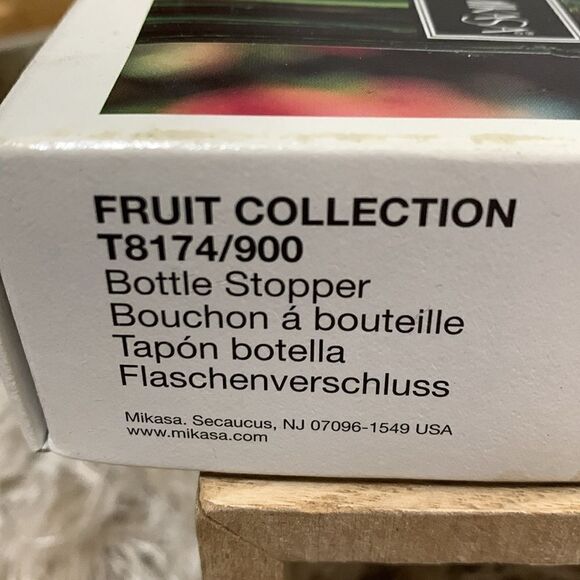 MIKASA
FRUIT COLLECTION
T8174/900
Bottle Stopper
Bouchon á bouteille
Tapón botella
Flaschenverschluss
Mikasa. Secaucus, NJ 07096-1549 USA
www.mikasa.com